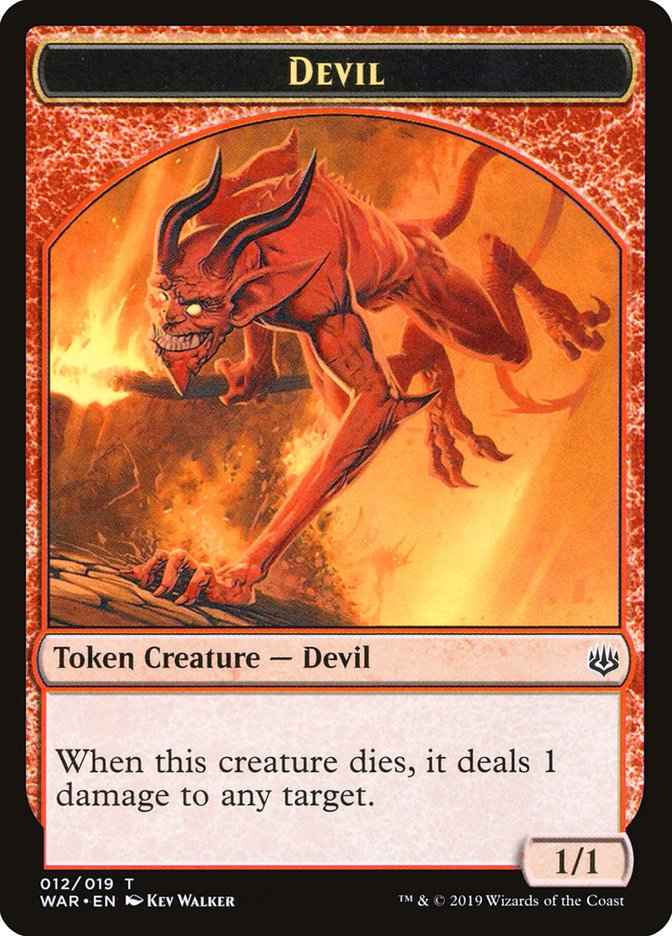 Devil
Token Creature — Devil
When this creature dies, it deals 1
damage to any target.
1/1
012/019 T
WAR • EN Kev Walker
™ & © 2019 Wizards of the Coast